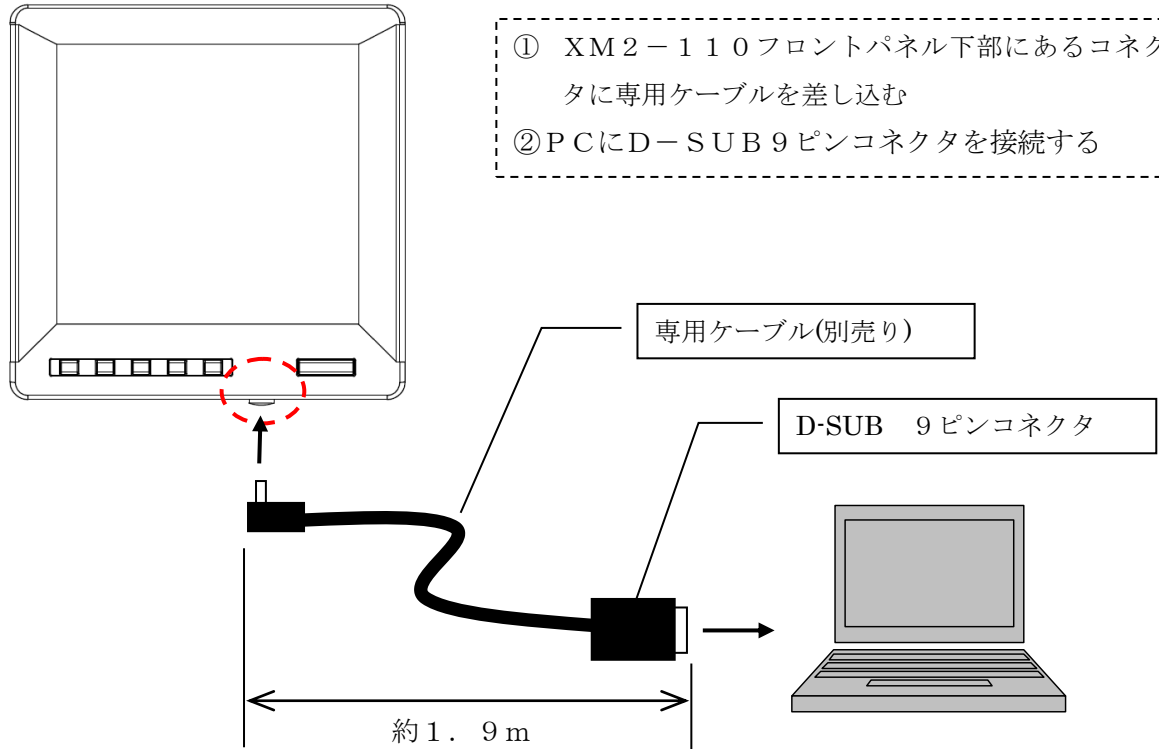 ① ＸＭ２－１１０フロントパネル下部にあるコネク
タに専用ケーブルを差し込む
②ＰＣにＤ－ＳＵＢ９ピンコネクタを接続する
専用ケーブル(別売り)
D-SUB　９ピンコネクタ
約１．９ｍ